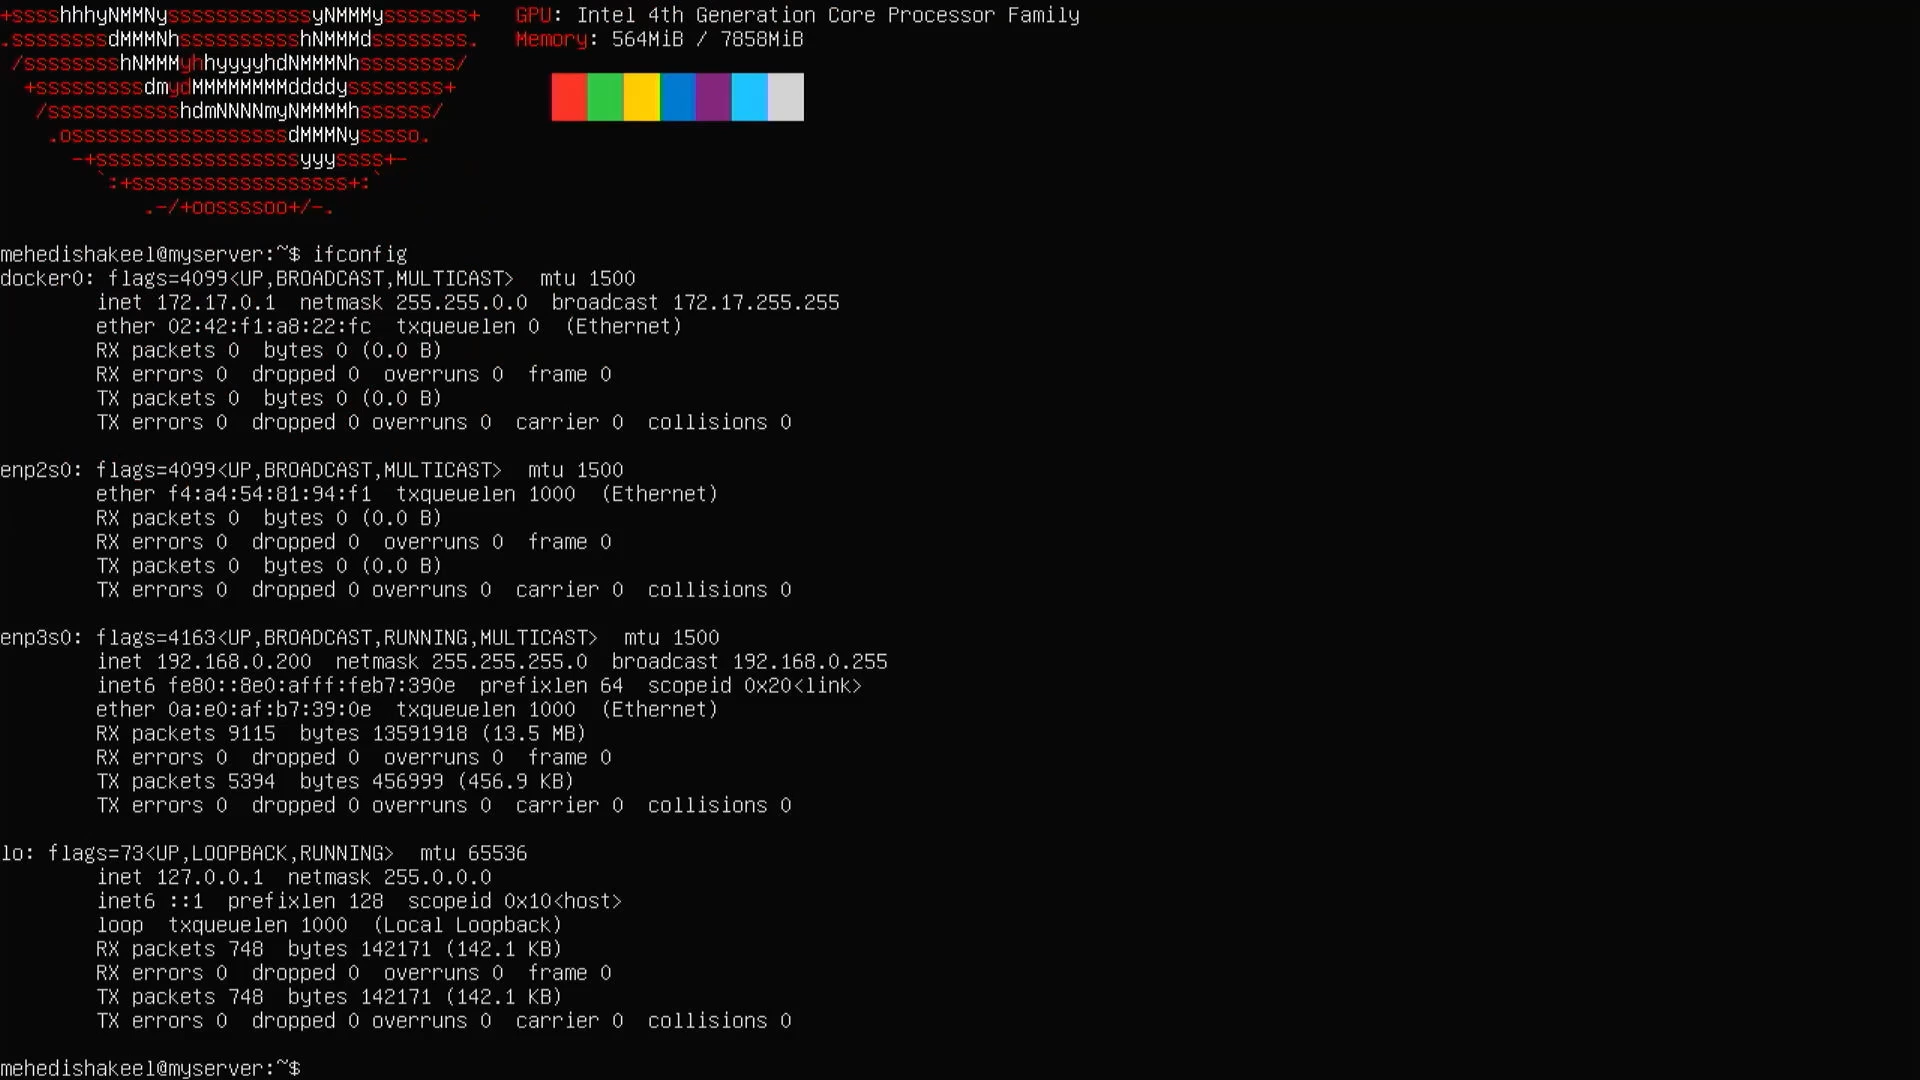 +sssshhhyNMMNyssssssssssssyNMMMysssssss+   GPU: Intel 4th Generation Core Processor Family
.ssssssssdMMMNhsssssssssshNMMMdssssssss.   Memory: 564MiB / 7858MiB
/sssssssshNMMMyhhyyyyhdNMMMNhssssssss/
+sssssssssdmydMMMMMMMMddddyssssssss+
/ssssssssssshdmNNNNmyNMMMMhssssss/
.ossssssssssssssssssdMMMNysssso.
-+sssssssssssssssssyyyssss+-
`:+ssssssssssssssssss+:`
.-/+oossssoo+/-.
mehedishakeel@myserver:~$ ifconfig
docker0: flags=4099<UP,BROADCAST,MULTICAST>  mtu 1500
inet 172.17.0.1  netmask 255.255.0.0  broadcast 172.17.255.255
ether 02:42:f1:a8:22:fc  txqueuelen 0  (Ethernet)
RX packets 0  bytes 0 (0.0 B)
RX errors 0  dropped 0  overruns 0  frame 0
TX packets 0  bytes 0 (0.0 B)
TX errors 0  dropped 0 overruns 0  carrier 0  collisions 0
enp2s0: flags=4099<UP,BROADCAST,MULTICAST>  mtu 1500
ether f4:a4:54:81:94:f1  txqueuelen 1000  (Ethernet)
RX packets 0  bytes 0 (0.0 B)
RX errors 0  dropped 0  overruns 0  frame 0
TX packets 0  bytes 0 (0.0 B)
TX errors 0  dropped 0 overruns 0  carrier 0  collisions 0
enp3s0: flags=4163<UP,BROADCAST,RUNNING,MULTICAST>  mtu 1500
inet 192.168.0.200  netmask 255.255.255.0  broadcast 192.168.0.255
inet6 fe80::8e0:afff:feb7:390e  prefixlen 64  scopeid 0x20<link>
ether 0a:e0:af:b7:39:0e  txqueuelen 1000  (Ethernet)
RX packets 9115  bytes 13591918 (13.5 MB)
RX errors 0  dropped 0  overruns 0  frame 0
TX packets 5394  bytes 456999 (456.9 KB)
TX errors 0  dropped 0 overruns 0  carrier 0  collisions 0
lo: flags=73<UP,LOOPBACK,RUNNING>  mtu 65536
inet 127.0.0.1  netmask 255.0.0.0
inet6 ::1  prefixlen 128  scopeid 0x10<host>
loop  txqueuelen 1000  (Local Loopback)
RX packets 748  bytes 142171 (142.1 KB)
RX errors 0  dropped 0  overruns 0  frame 0
TX packets 748  bytes 142171 (142.1 KB)
TX errors 0  dropped 0 overruns 0  carrier 0  collisions 0
mehedishakeel@myserver:~$